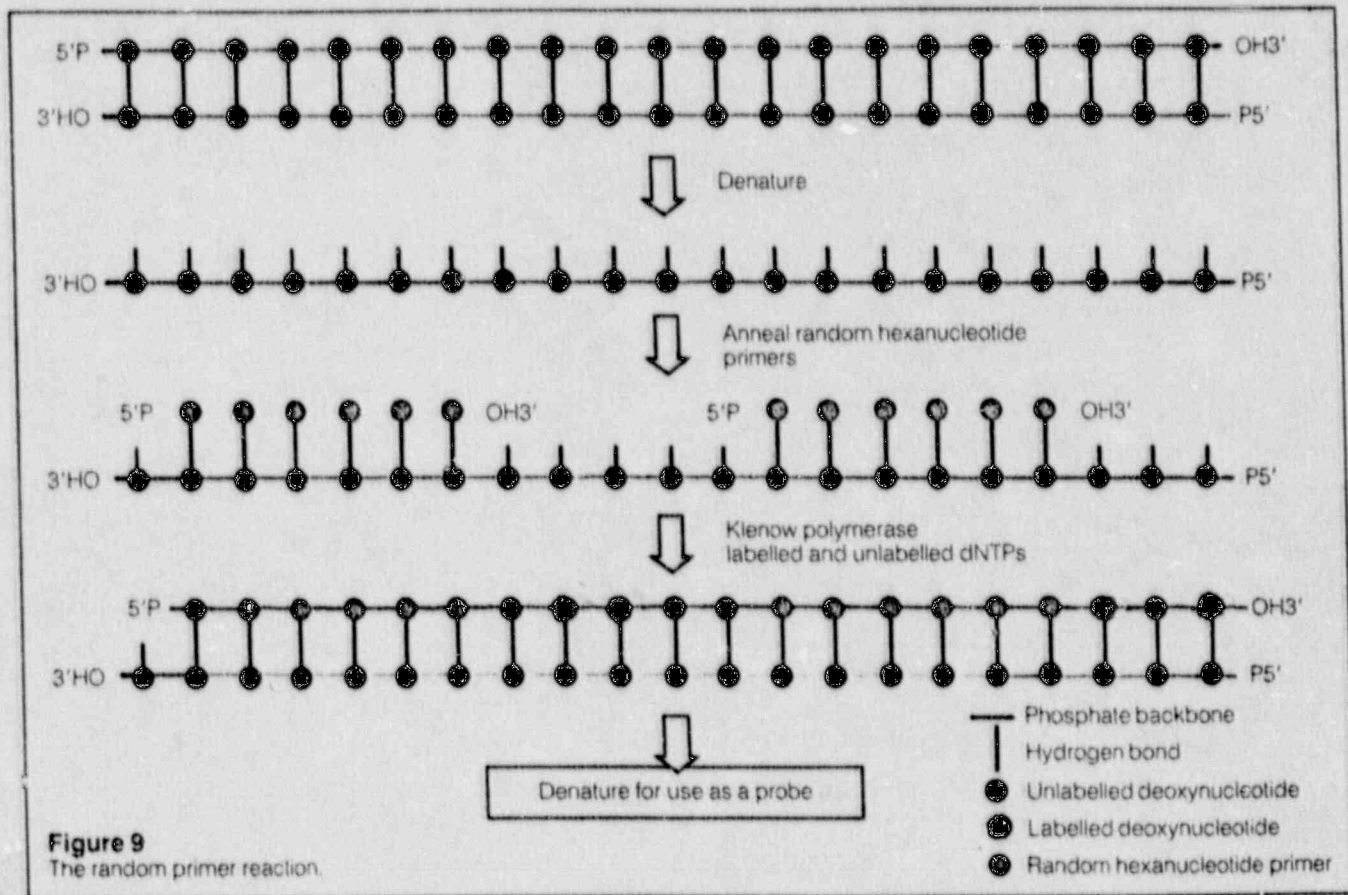 5'P OH3'
3'HO P5'
Denature
3'HO P5'
Anneal random hexanucleotide
primers
5'P OH3' 5'P OH3'
3'HO P5'
Klenow polymerase
labelled and unlabelled dNTPs
5'P OH3'
3'HO P5'
Phosphate backbone
Hydrogen bond
Denature for use as a probe
Unlabelled deoxynucleotide
Labelled deoxynucleotide
Random hexanucleotide primer
Figure 9
The random primer reaction.